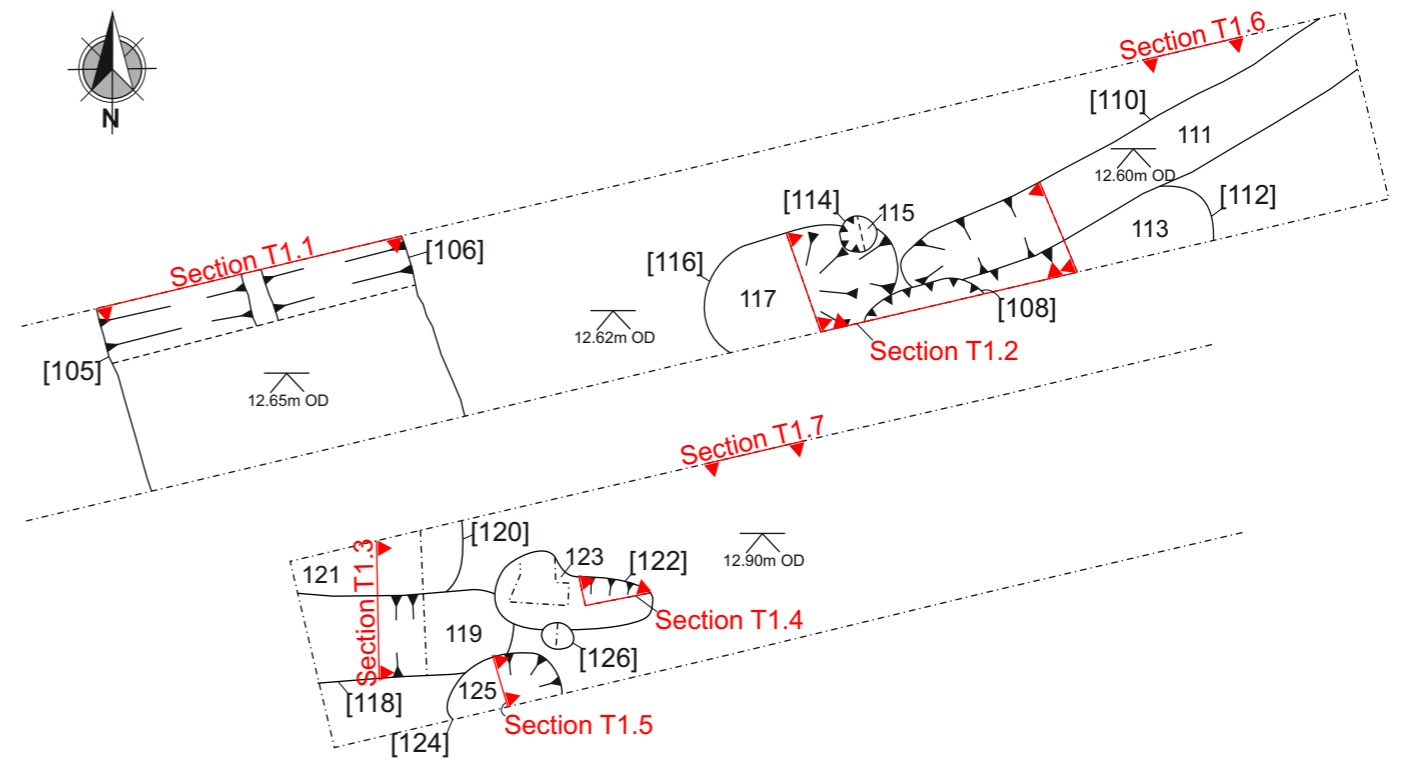 N
Section T1.6
[110]
111
12.60m OD
[114]
115
[112]
113
Section T1.1
[106]
[116]
117
[108]
12.62m OD
Section T1.2
[105]
12.65m OD
Section T1.7
[120]
121
Section T1.3
123
[122]
12.90m OD
Section T1.4
119
[126]
[118]
125
Section T1.5
[124]